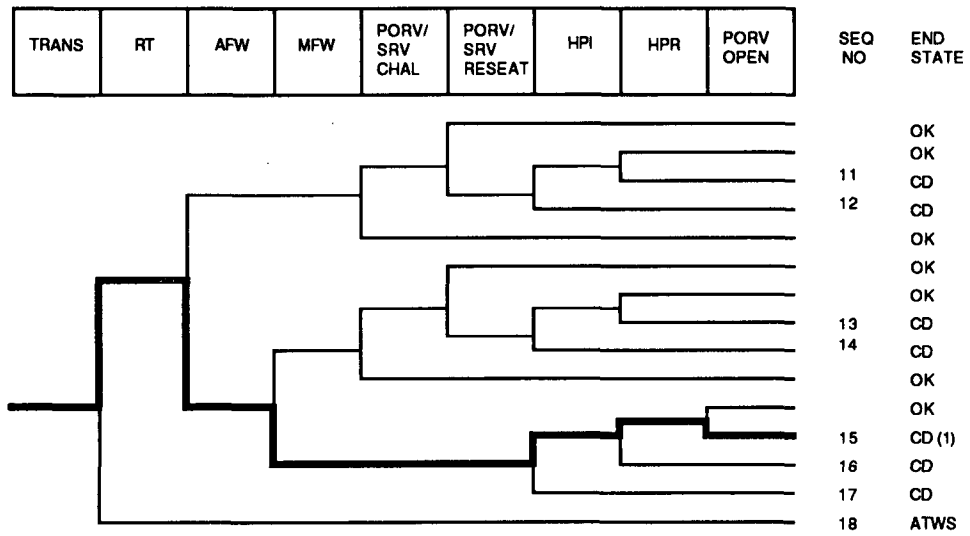 TRANS RT AFW MFW PORV/ SRV CHAL PORV/ SRV RESEAT HPI HPR PORV OPEN SEQ NO END STATE
OK
OK
11 CD
12 CD
OK
OK
OK
13 CD
14 CD
OK
OK
15 CD (1)
16 CD
17 CD
18 ATWS